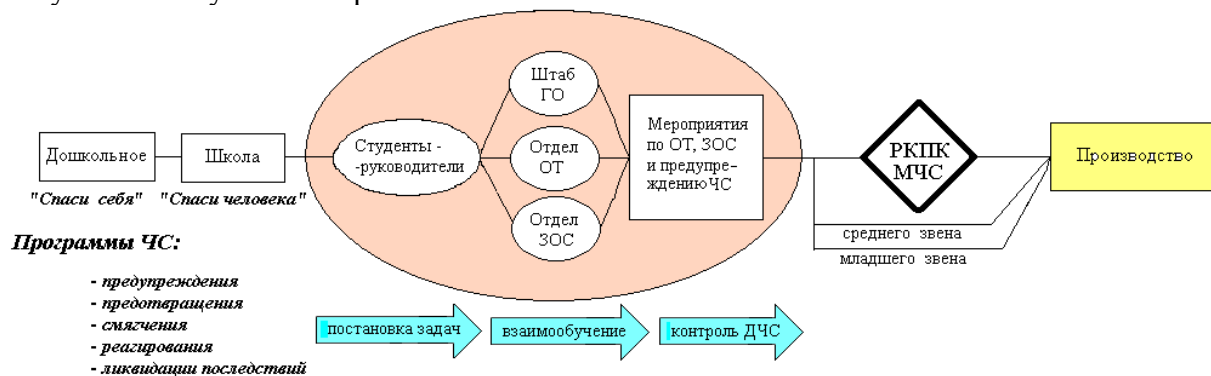 Штаб
ГО
Дошкольное
Школа
Студенты -
-руководители
Отдел
ОТ
Отдел
ЗОС
Мероприятия
по ОТ, ЗОС
и предупре-
ждению ЧС
РКПК
МЧС
Производство
"Спаси себя"
"Спаси человека"
среднего звена
младшего звена
Программы ЧС:
- предупреждения
- предотвращения
- смягчения
- реагирования
- ликвидации последствий
постановка задач
взаимообучение
контроль ДЧС